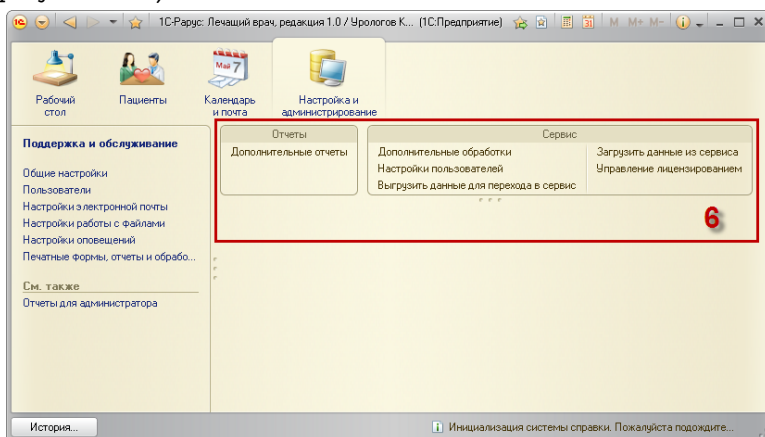 1С-Рарус: Лечащий врач, редакция 1.0 / Урологов К... (1С:Предприятие)
M M+ M-
Рабочий
стол
Пациенты
Май 7
Календарь
и почта
Настройка и
администрирование
Поддержка и обслуживание
Общие настройки
Пользователи
Настройки электронной почты
Настройки работы с файлами
Настройки оповещений
Печатные формы, отчеты и обрабо...
См. также
Отчеты для администратора
Отчеты
Дополнительные отчеты
Сервис
Дополнительные обработки
Настройки пользователей
Выгрузить данные для перехода в сервис
Загрузить данные из сервиса
Управление лицензированием
6
История...
Инициализация системы справки. Пожалуйста подождите...